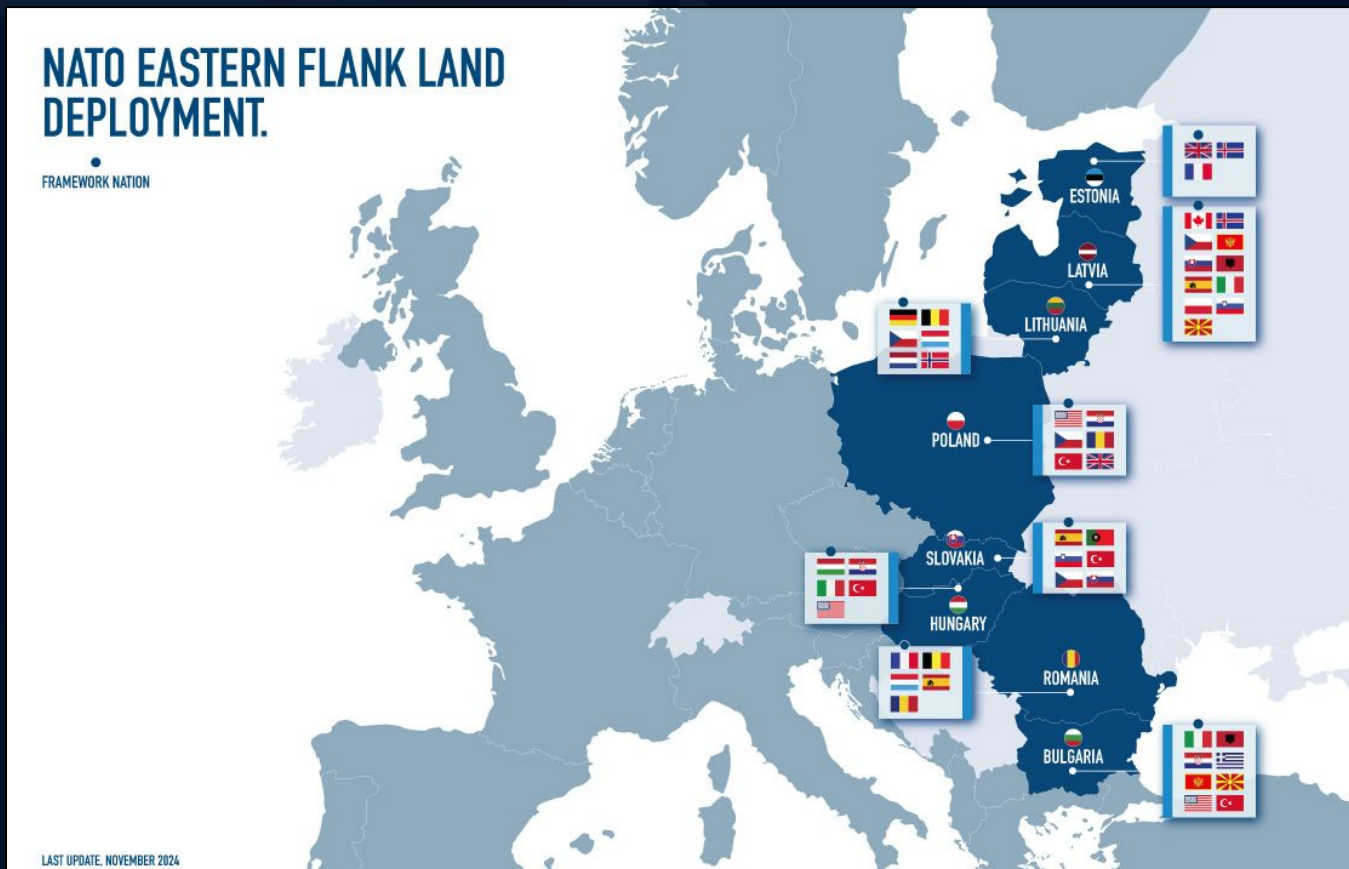 NATO EASTERN FLANK LAND
DEPLOYMENT.
FRAMEWORK NATION
ESTONIA
LATVIA
LITHUANIA
POLAND
SLOVAKIA
HUNGARY
ROMANIA
BULGARIA
LAST UPDATE, NOVEMBER 2024